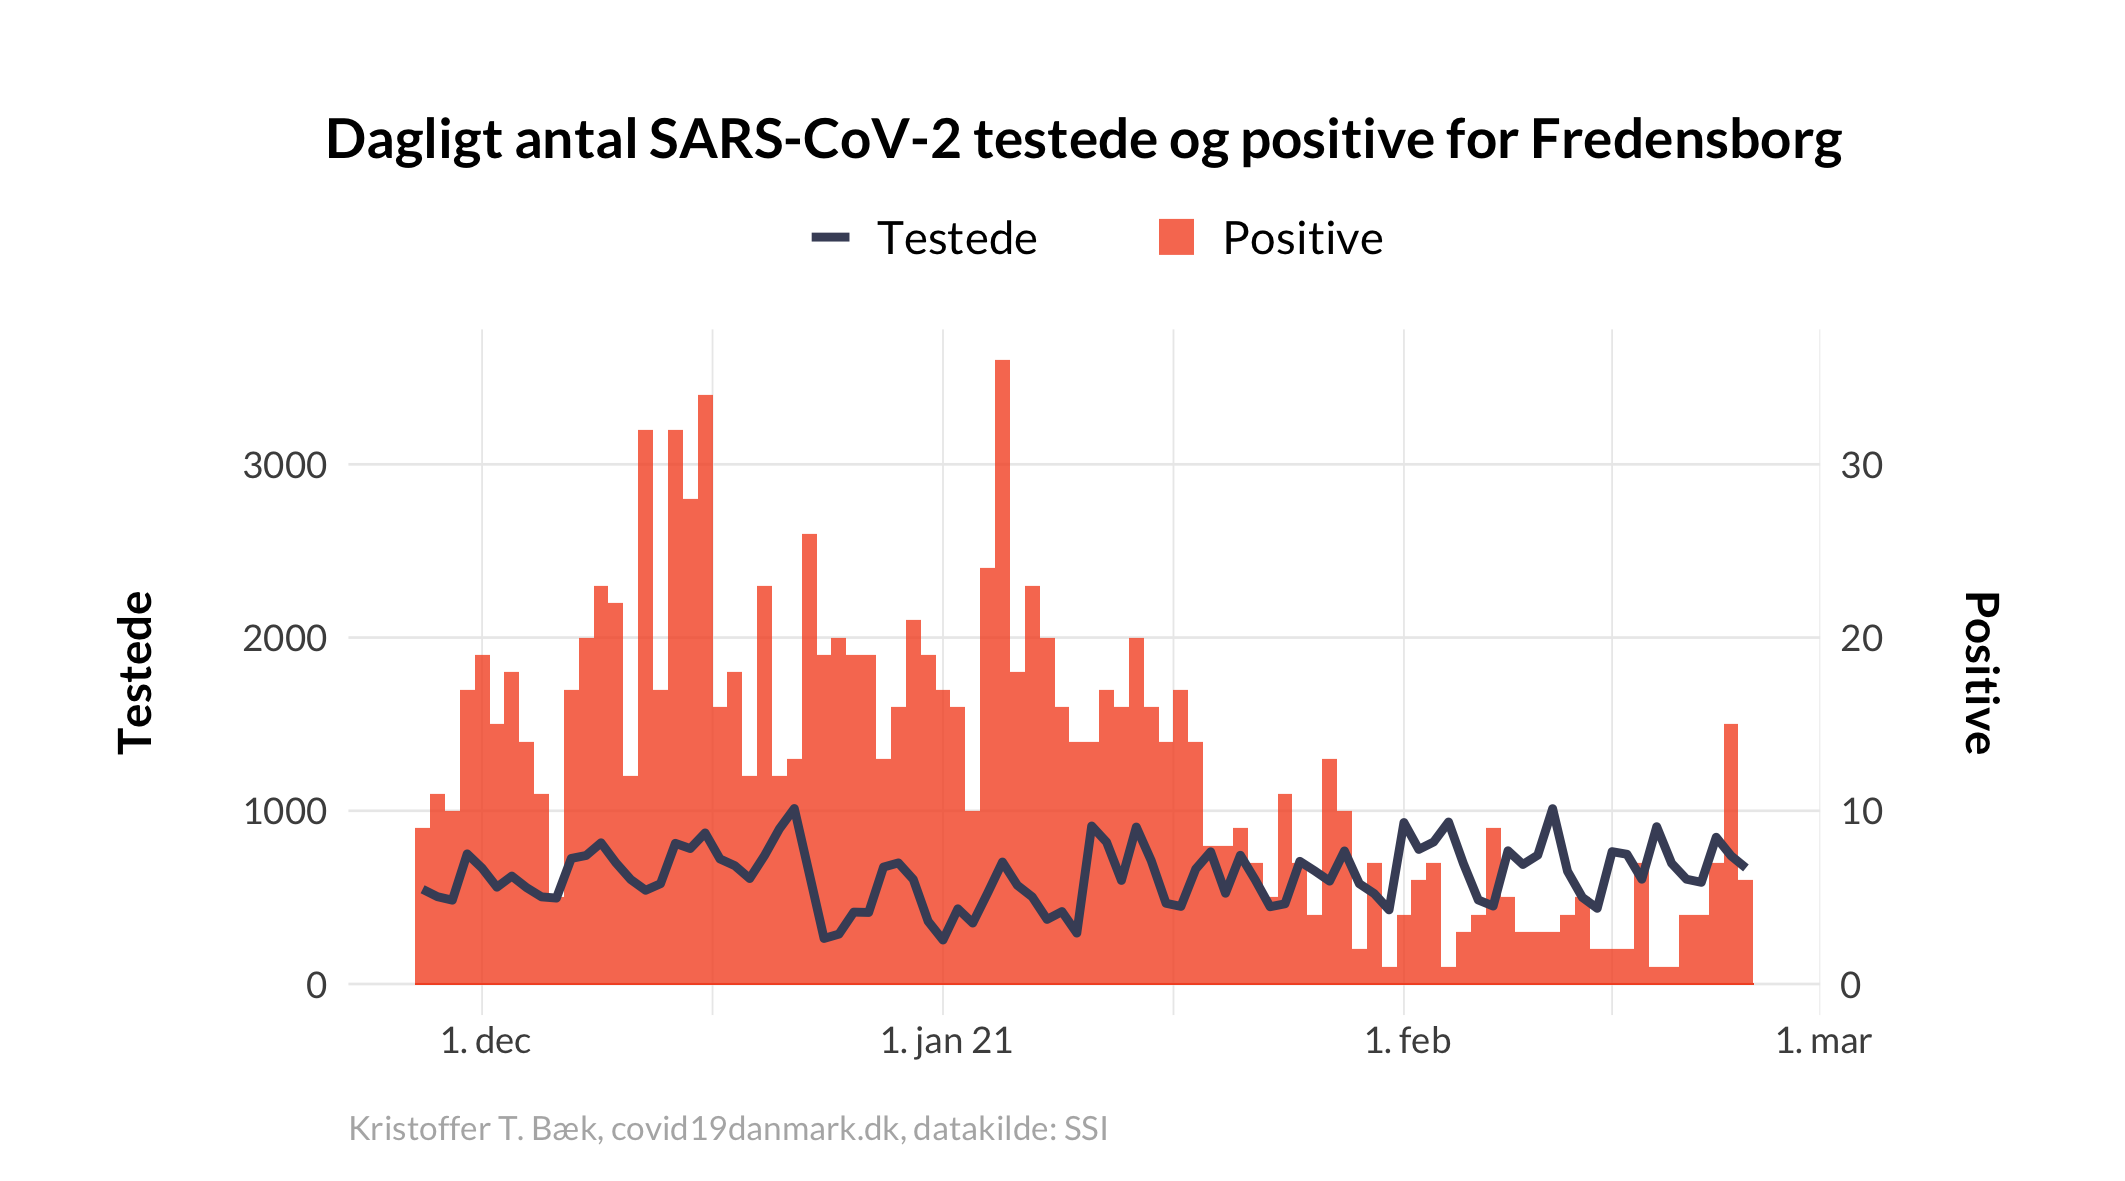 Dagligt antal SARS-CoV-2 testede og positive for Fredensborg
Testede
Positive
3000
2000
1000
0
Testede
30
20
10
0
Positive
1. dec
1. jan 21
1. feb
1. mar
Kristoffer T. Bæk, covid19danmark.dk, datakilde: SSI